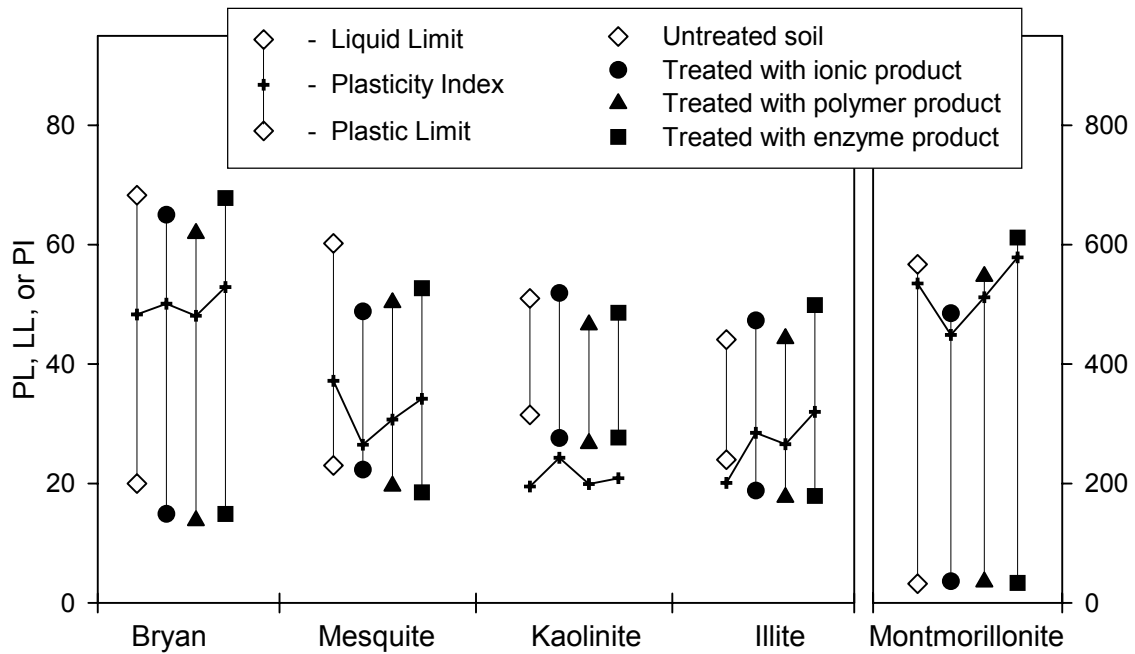 - Liquid Limit
- Plasticity Index
- Plastic Limit
Untreated soil
Treated with ionic product
Treated with polymer product
Treated with enzyme product
PL, LL, or PI
80
60
40
20
0
800
600
400
200
0
Bryan
Mesquite
Kaolinite
Illite
Montmorillonite